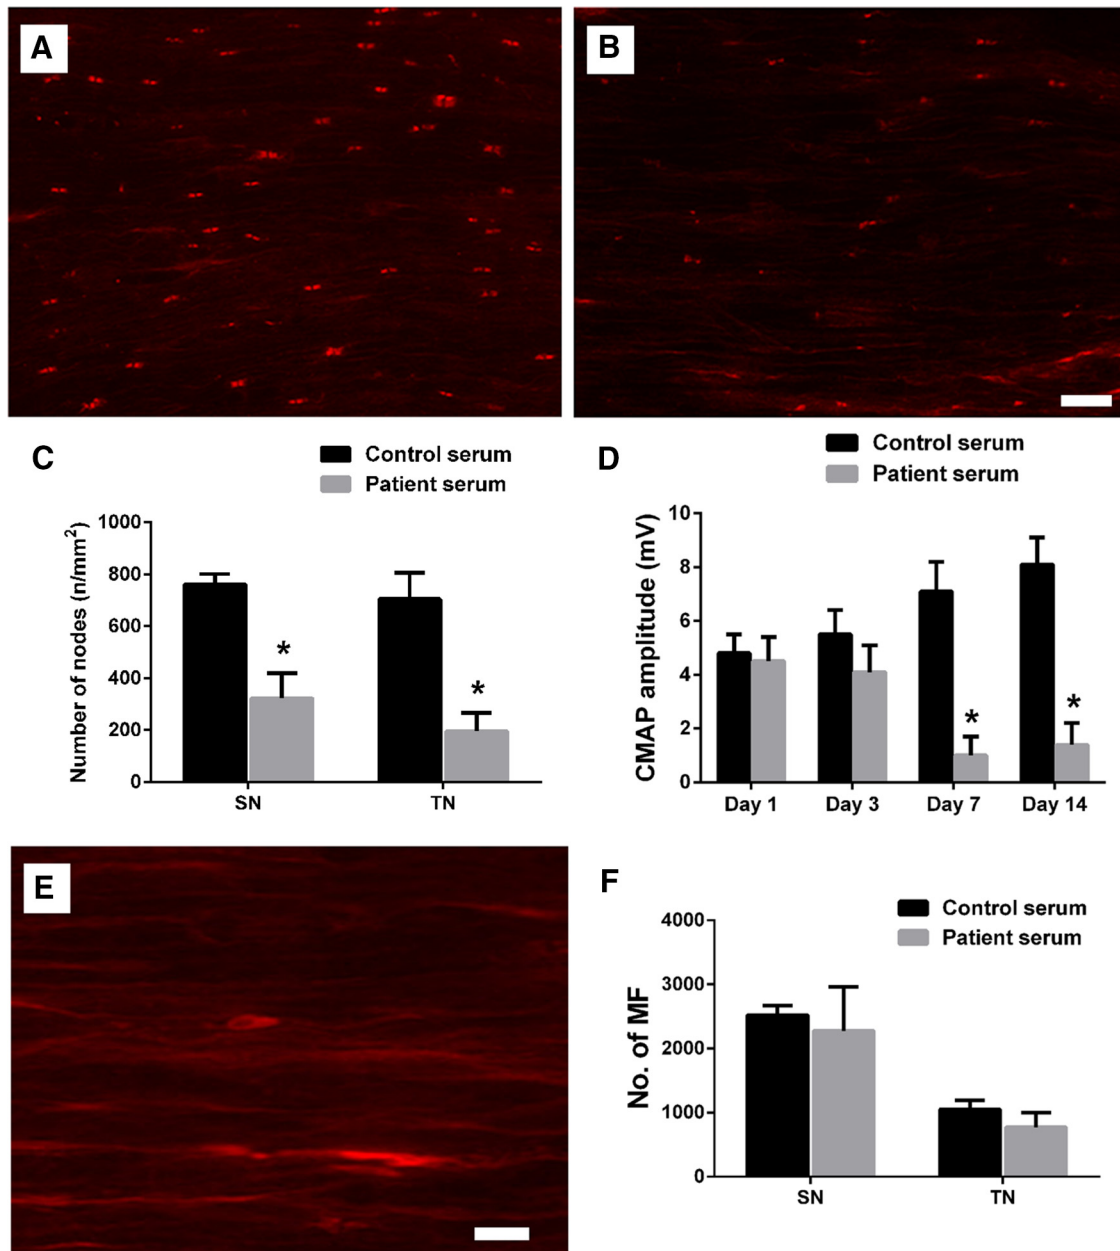 A
B
C
Control serum
Patient serum
Number of nodes (n/mm²)
1000
800
600
400
200
0
*
*
SN
TN
D
Control serum
Patient serum
CMAP amplitude (mV)
10
8
6
4
2
0
*
*
Day 1
Day 3
Day 7
Day 14
E
F
Control serum
Patient serum
No. of MF
4000
3000
2000
1000
0
SN
TN